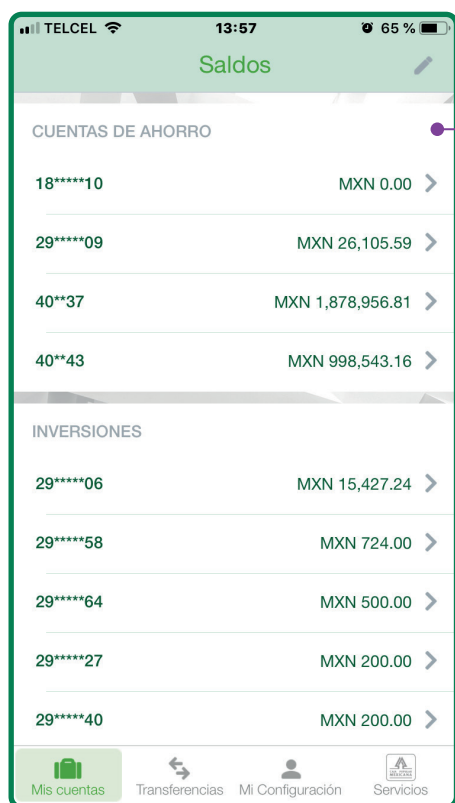 TELCEL 13:57 65 %
Saldos
CUENTAS DE AHORRO
18*****10 MXN 0.00
29*****09 MXN 26,105.59
40**37 MXN 1,878,956.81
40**43 MXN 998,543.16
INVERSIONES
29*****06 MXN 15,427.24
29*****58 MXN 724.00
29*****64 MXN 500.00
29*****27 MXN 200.00
29*****40 MXN 200.00
Mis cuentas Transferencias Mi Configuración Servicios